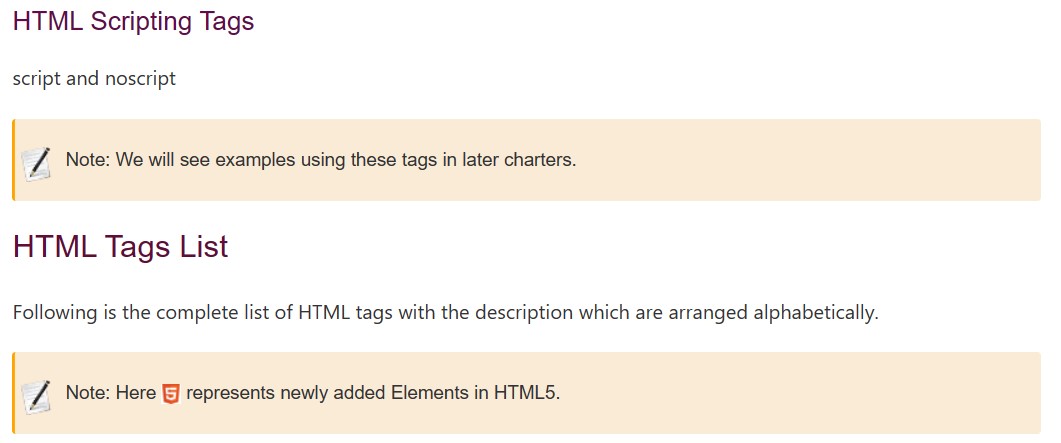 HTML Scripting Tags
script and noscript
Note: We will see examples using these tags in later charters.
HTML Tags List
Following is the complete list of HTML tags with the description which are arranged alphabetically.
Note: Here 5 represents newly added Elements in HTML5.